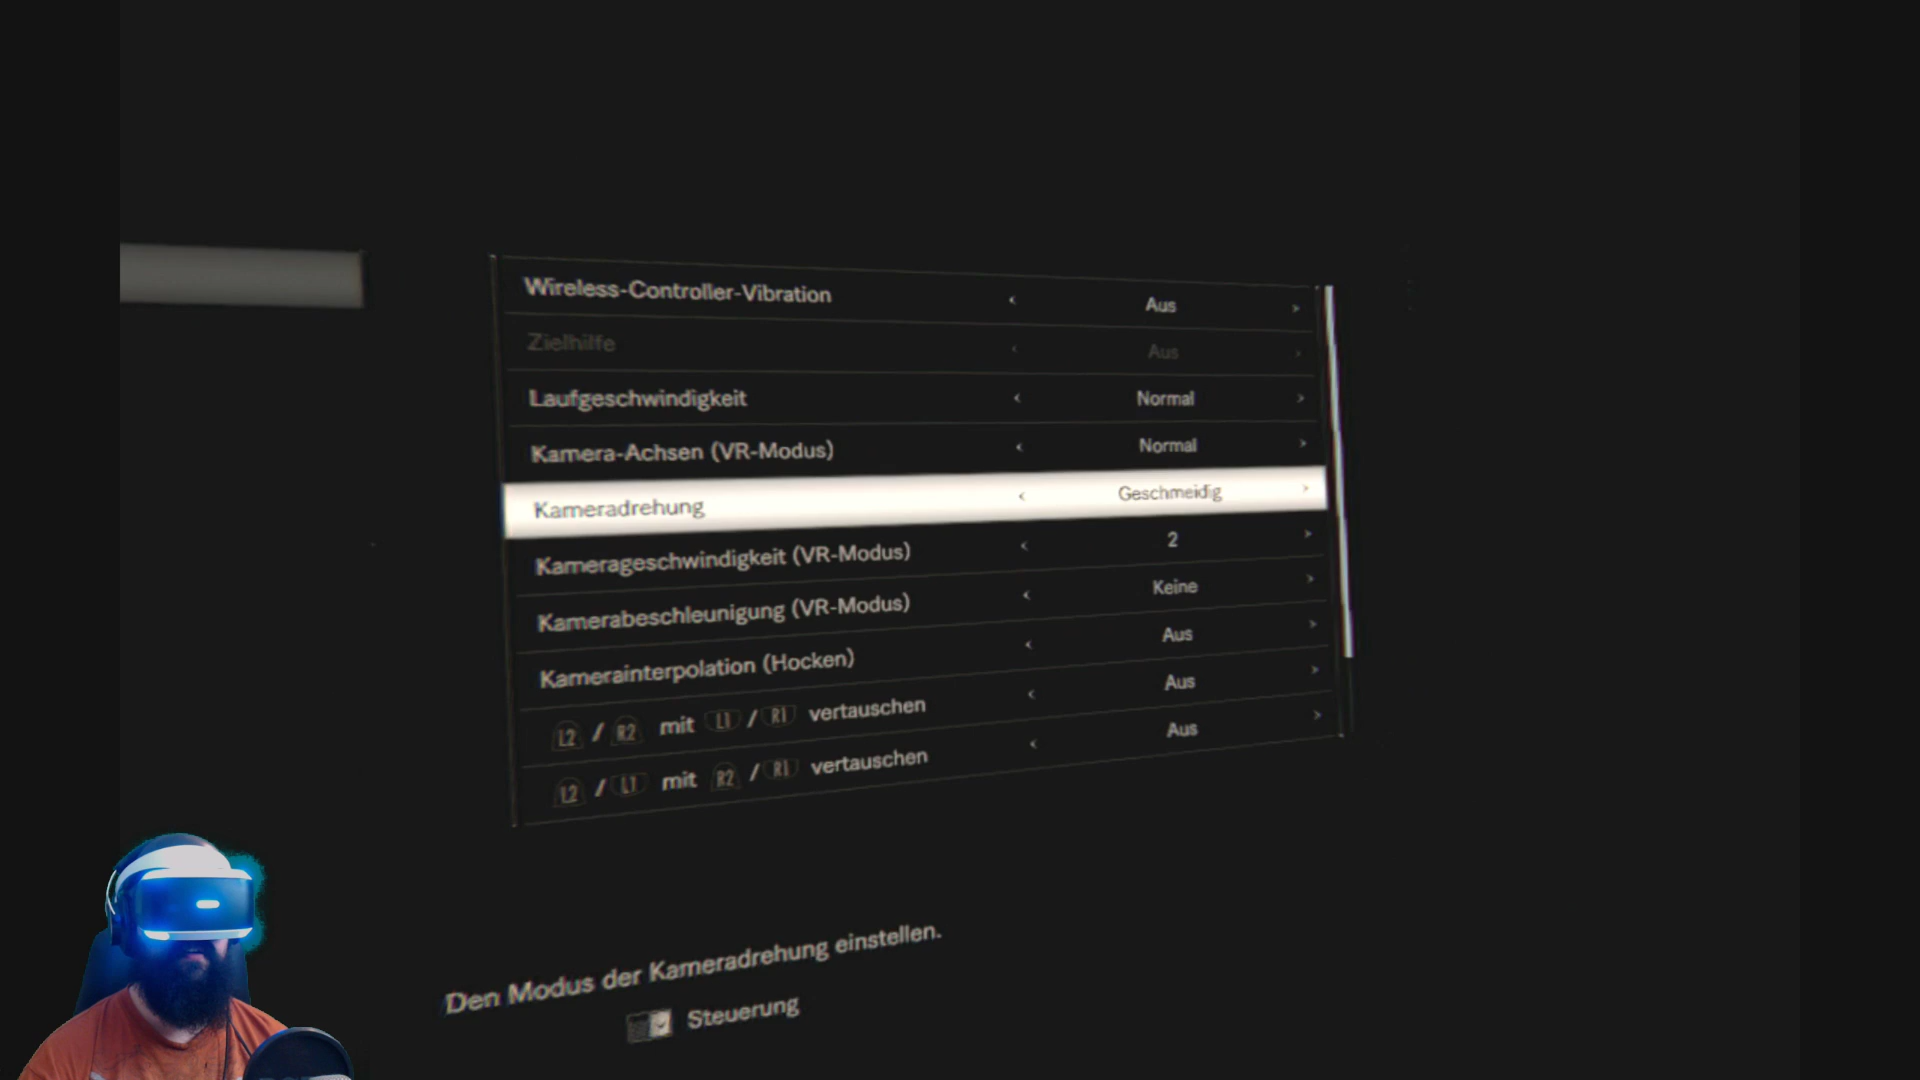 Wireless-Controller-Vibration < Aus >
Zielhilfe < Aus >
Laufgeschwindigkeit < Normal >
Kamera-Achsen (VR-Modus) < Normal >
Kameradrehung < Geschmeidig >
Kamerageschwindigkeit (VR-Modus) < 2 >
Kamerabeschleunigung (VR-Modus) < Keine >
Kamerainterpolation (Hocken) < Aus >
L2 / R2 mit L1 / R1 vertauschen < Aus >
L2 / L1 mit R2 / R1 vertauschen < Aus >
Den Modus der Kameradrehung einstellen.
Steuerung